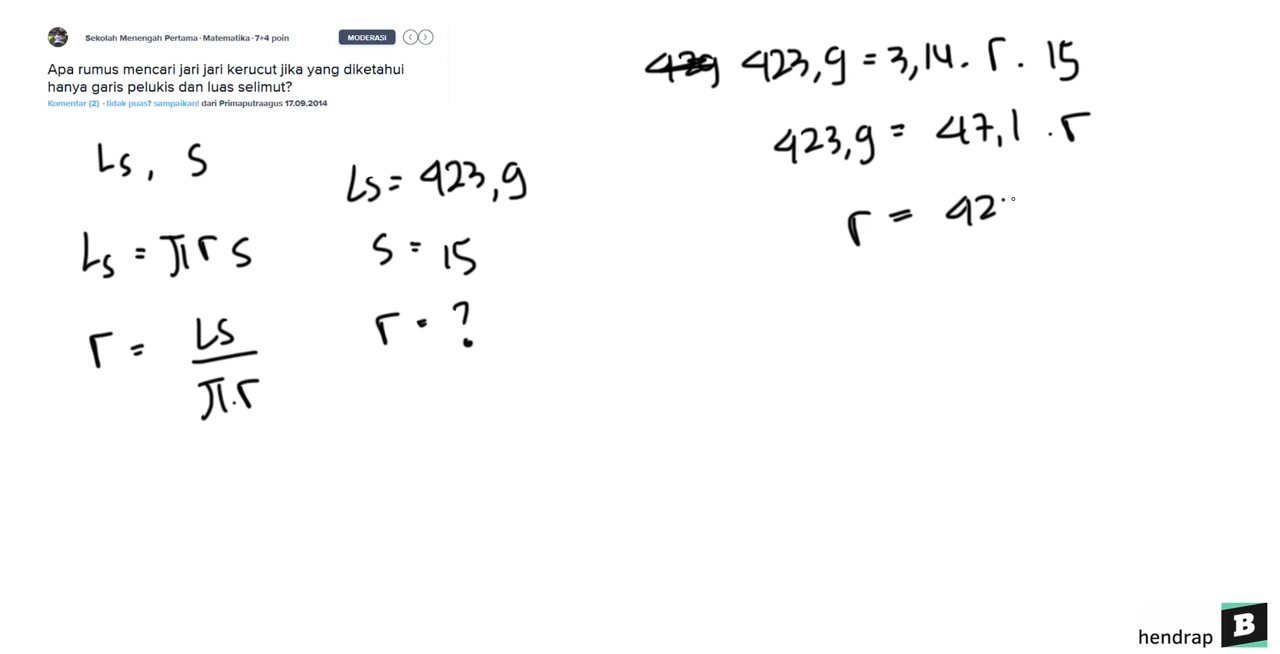 Sekolah Menengah Pertama · Matematika · 7+4 poin
MODERASI
Apa rumus mencari jari jari kerucut jika yang diketahui
hanya garis pelukis dan luas selimut?
Komentar (2) · tidak puas? sampaikan! dari Primaputraagus 17.09.2014
Ls, s
Ls = π r s
r = Ls / π.r
Ls = 423,9
s = 15
r = ?
423,9 = 3,14 . r . 15
423,9 = 47,1 . r
r = 42
hendrap B